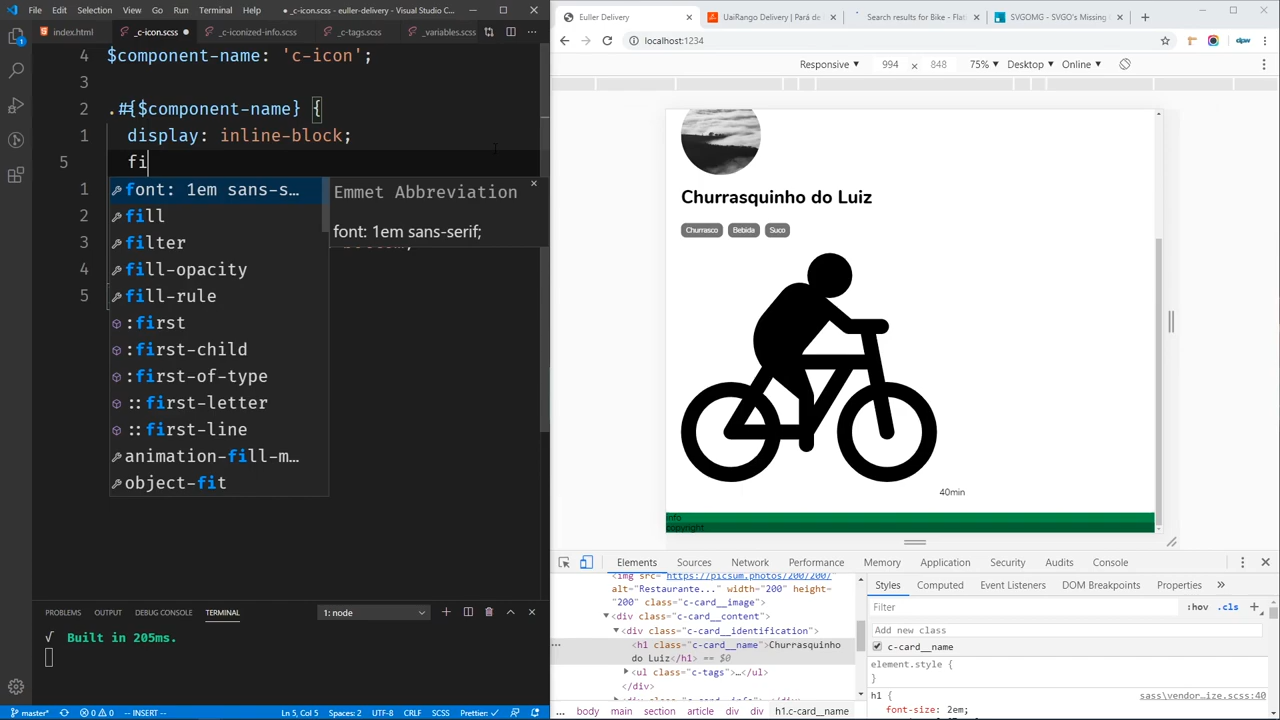 File Edit Selection View Go Run Terminal Help _c-icon.scss - euller-delivery - Visual Studio C...
Euller Delivery
UaiRango Delivery | Pará de
Search results for Bike - Flat
SVGOMG - SVGO's Missing
index.html _c-icon.scss _c-iconized-info.scss _c-tags.scss _variables.scss
localhost:1234
Responsive 994 x 848 75% Desktop Online
4 $component-name: 'c-icon';
3
2 .#{$component-name} {
1 display: inline-block;
5 fi
1 font: 1em sans-s…
2 fill
3 filter
4 fill-opacity
5 fill-rule
:first
:first-child
:first-of-type
::first-letter
::first-line
animation-fill-m…
object-fit
Emmet Abbreviation
font: 1em sans-serif;
Churrasquinho do Luiz
Churrasco Bebida Suco
40min
info
copyright
Elements Sources Network Performance Memory Application Security Audits Console
<img src="https://picsum.photos/200/200/"
alt="Restaurante..." width="200" height=
"200" class="c-card__image">
<div class="c-card__content">
<div class="c-card__identification">
<h1 class="c-card__name">Churrasquinho
do Luiz</h1> == $0
<ul class="c-tags">…</ul>
</div>
... body main section article div div h1.c-card__name
Styles Computed Event Listeners DOM Breakpoints Properties
Filter :hov .cls
Add new class
c-card__name
element.style {
}
h1 { sass\vendor…ize.scss:40
font-size: 2em;
PROBLEMS OUTPUT DEBUG CONSOLE TERMINAL 1: node
√ Built in 205ms.
master* 0 0 -- INSERT -- Ln 5, Col 5 Spaces: 2 UTF-8 CRLF SCSS Prettier: ✓